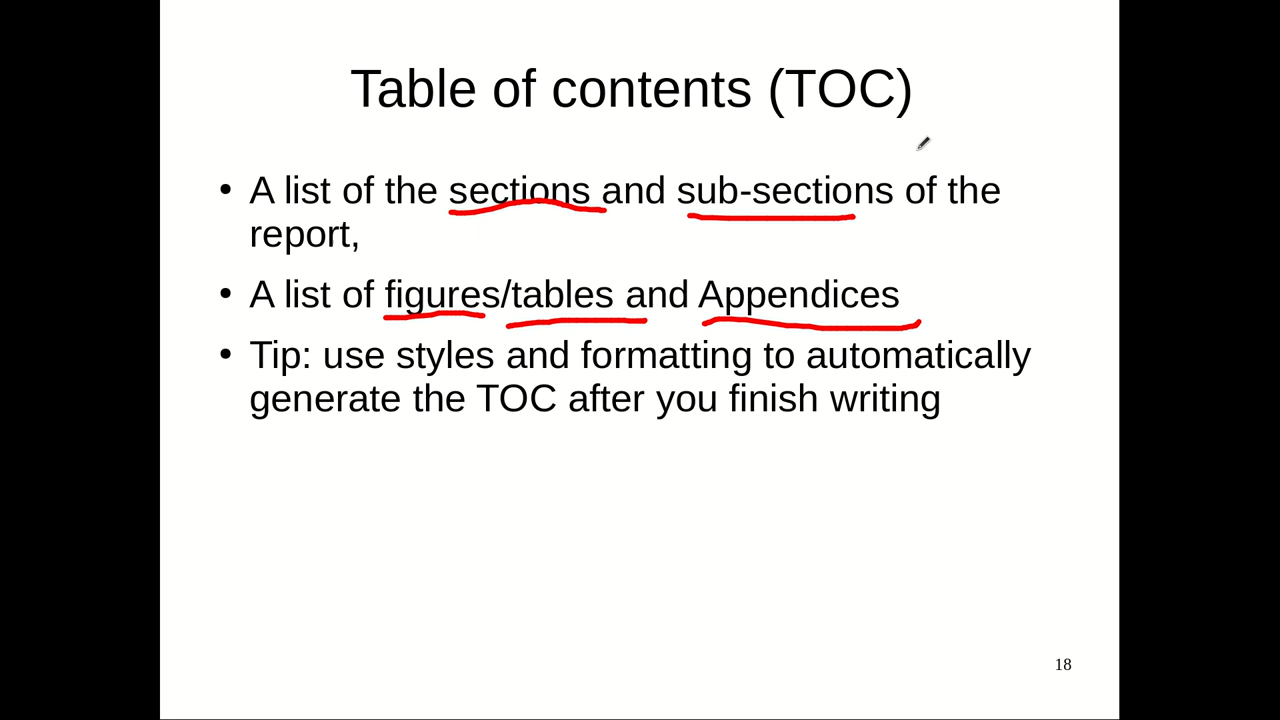 Table of contents (TOC)
• A list of the sections and sub-sections of the
report,
• A list of figures/tables and Appendices
• Tip: use styles and formatting to automatically
generate the TOC after you finish writing
18